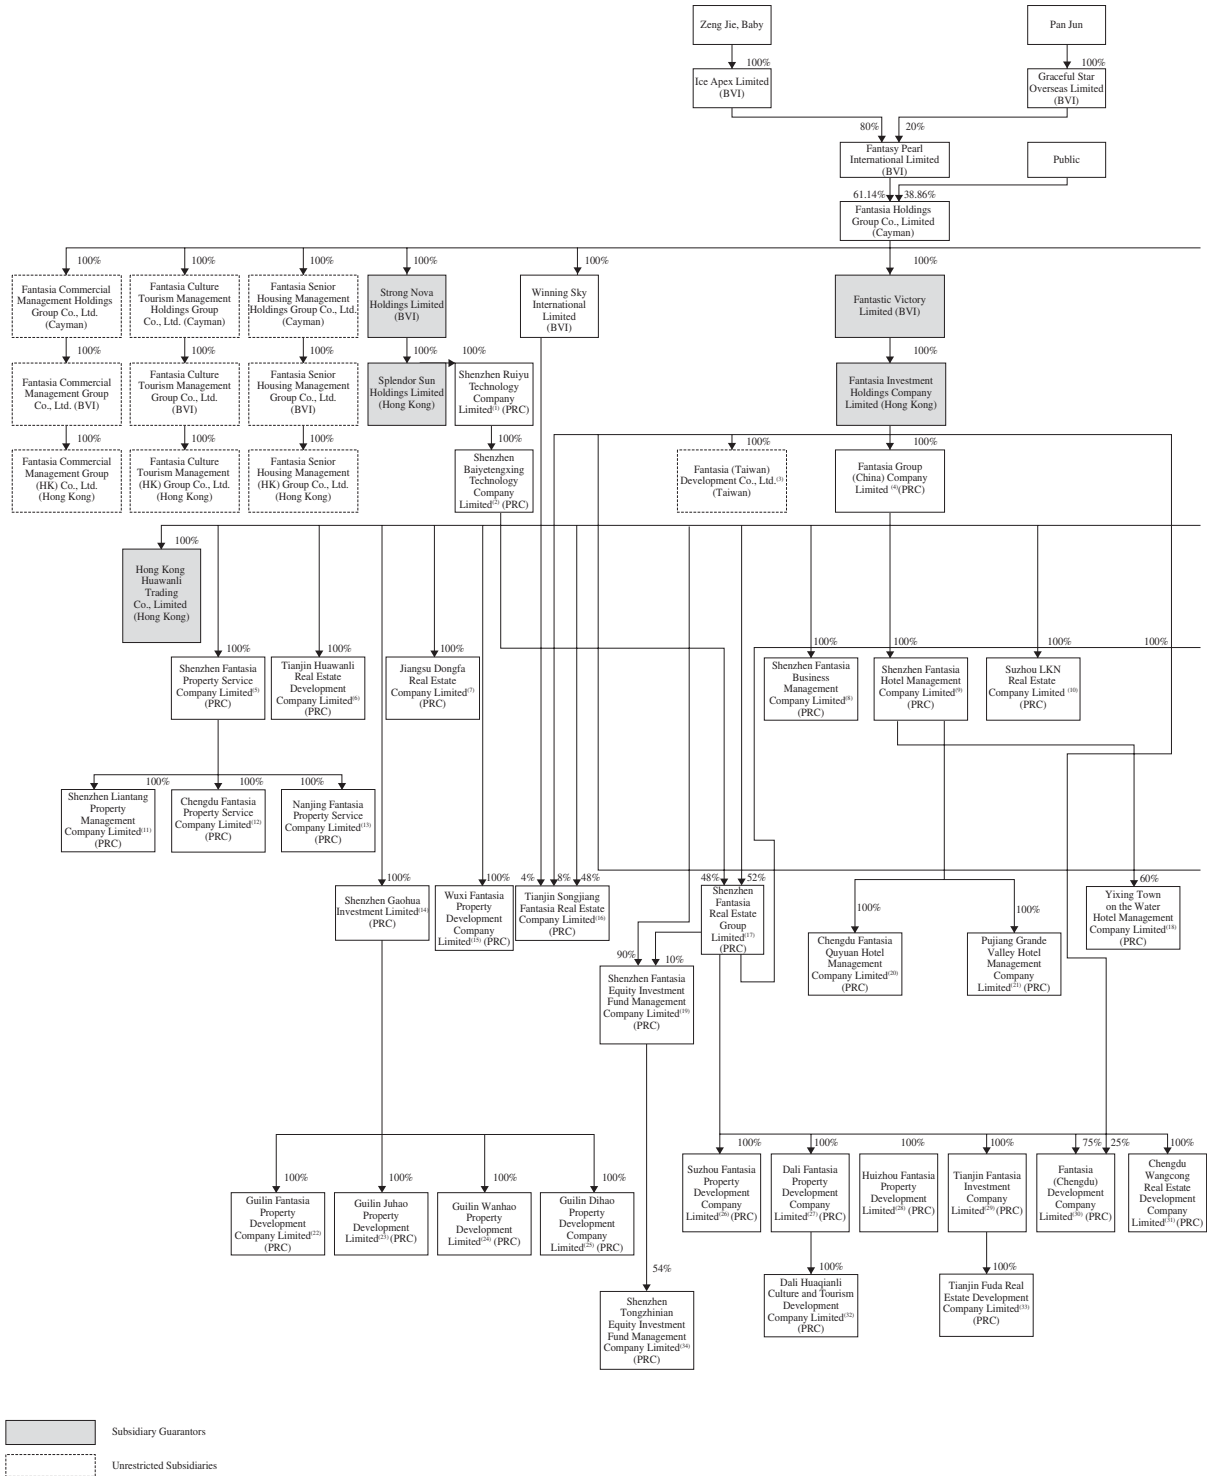 Zeng Jie, Baby
Pan Jun
100%
100%
Ice Apex Limited
(BVI)
Graceful Star
Overseas Limited
(BVI)
80%
20%
Fantasy Pearl
International Limited
(BVI)
Public
61.14%
38.86%
Fantasia Holdings
Group Co., Limited
(Cayman)
100%
100%
100%
100%
100%
100%
Fantasia Commercial
Management Holdings
Group Co., Ltd.
(Cayman)
Fantasia Culture
Tourism Management
Holdings Group
Co., Ltd. (Cayman)
Fantasia Senior
Housing Management
Holdings Group Co., Ltd.
(Cayman)
Strong Nova
Holdings Limited
(BVI)
Winning Sky
International
Limited
(BVI)
Fantastic Victory
Limited (BVI)
100%
100%
100%
100%
100%
100%
Fantasia Commercial
Management Group
Co., Ltd. (BVI)
Fantasia Culture
Tourism Management
Group Co., Ltd.
(BVI)
Fantasia Senior
Housing Management
Group Co., Ltd.
(BVI)
Splendor Sun
Holdings Limited
(Hong Kong)
Shenzhen Ruiyu
Technology
Company
Limited(1) (PRC)
Fantasia Investment
Holdings Company
Limited (Hong Kong)
100%
100%
100%
100%
100%
100%
Fantasia Commercial
Management Group
(HK) Co., Ltd.
(Hong Kong)
Fantasia Culture
Tourism Management
(HK) Group Co., Ltd.
(Hong Kong)
Fantasia Senior
Housing Management
(HK) Group Co., Ltd.
(Hong Kong)
Shenzhen
Baiyetengxing
Technology
Company
Limited(2) (PRC)
Fantasia (Taiwan)
Development Co., Ltd.(3)
(Taiwan)
Fantasia Group
(China) Company
Limited (4)(PRC)
100%
Hong Kong
Huawanli
Trading
Co., Limited
(Hong Kong)
100%
100%
100%
100%
100%
100%
100%
Shenzhen Fantasia
Property Service
Company Limited(5)
(PRC)
Tianjin Huawanli
Real Estate
Development
Company Limited(6)
(PRC)
Jiangsu Dongfa
Real Estate
Company Limited(7)
(PRC)
Shenzhen Fantasia
Business
Management
Company Limited(8)
(PRC)
Shenzhen Fantasia
Hotel Management
Company Limited(9)
(PRC)
Suzhou LKN
Real Estate
Company Limited (10)
(PRC)
100%
100%
100%
Shenzhen Liantang
Property
Management
Company Limited(11)
(PRC)
Chengdu Fantasia
Property Service
Company Limited(12)
(PRC)
Nanjing Fantasia
Property Service
Company Limited(13)
(PRC)
100%
100%
4%
8%
48%
48%
52%
60%
Shenzhen Gaohua
Investment Limited(14)
(PRC)
Wuxi Fantasia
Property
Development
Company
Limited(15) (PRC)
Tianjin Songjiang
Fantasia Real Estate
Company Limited(16)
(PRC)
Shenzhen
Fantasia
Real Estate
Group
Limited(17)
(PRC)
Yixing Town
on the Water
Hotel Management
Company Limited(18)
(PRC)
100%
100%
Chengdu Fantasia
Quyuan Hotel
Management
Company Limited(20)
(PRC)
Pujiang Grande
Valley Hotel
Management
Company
Limited(21) (PRC)
90%
10%
Shenzhen Fantasia
Equity Investment
Fund Management
Company Limited(19)
(PRC)
100%
100%
100%
100%
75%
25%
100%
Suzhou Fantasia
Property
Development
Company
Limited(26) (PRC)
Dali Fantasia
Property
Development
Company
Limited(27) (PRC)
Huizhou Fantasia
Property
Development
Limited(28) (PRC)
Tianjin Fantasia
Investment
Company
Limited(29) (PRC)
Fantasia
(Chengdu)
Development
Company
Limited(30) (PRC)
Chengdu
Wangcong
Real Estate
Development
Company
Limited(31) (PRC)
100%
100%
100%
100%
Guilin Fantasia
Property
Development
Company Limited(22)
(PRC)
Guilin Juhao
Property
Development
Limited(23) (PRC)
Guilin Wanhao
Property
Development
Limited(24) (PRC)
Guilin Dihao
Property
Development
Company
Limited(25) (PRC)
54%
100%
100%
Shenzhen
Tongzhinian
Equity Investment
Fund Management
Company Limited(34)
(PRC)
Dali Huaqianli
Culture and Tourism
Development
Company Limited(32)
(PRC)
Tianjin Fuda Real
Estate Development
Company Limited(33)
(PRC)
Subsidiary Guarantors
Unrestricted Subsidiaries